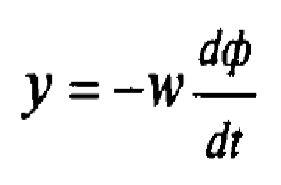 y = -w dϕ/dt